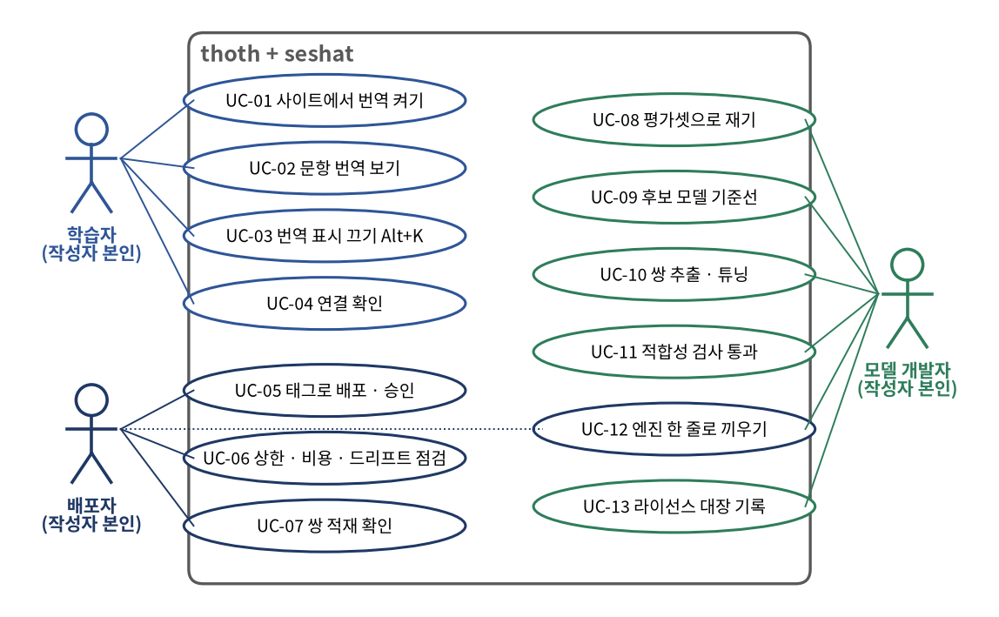 thoth + seshat
UC-01 사이트에서 번역 켜기
UC-02 문항 번역 보기
UC-03 번역 표시 끄기 Alt+K
UC-04 연결 확인
학습자
(작성자 본인)
UC-05 태그로 배포 · 승인
UC-06 상한 · 비용 · 드리프트 점검
UC-07 쌍 적재 확인
배포자
(작성자 본인)
UC-08 평가셋으로 재기
UC-09 후보 모델 기준선
UC-10 쌍 추출 · 튜닝
UC-11 적합성 검사 통과
UC-12 엔진 한 줄로 끼우기
UC-13 라이선스 대장 기록
모델 개발자
(작성자 본인)